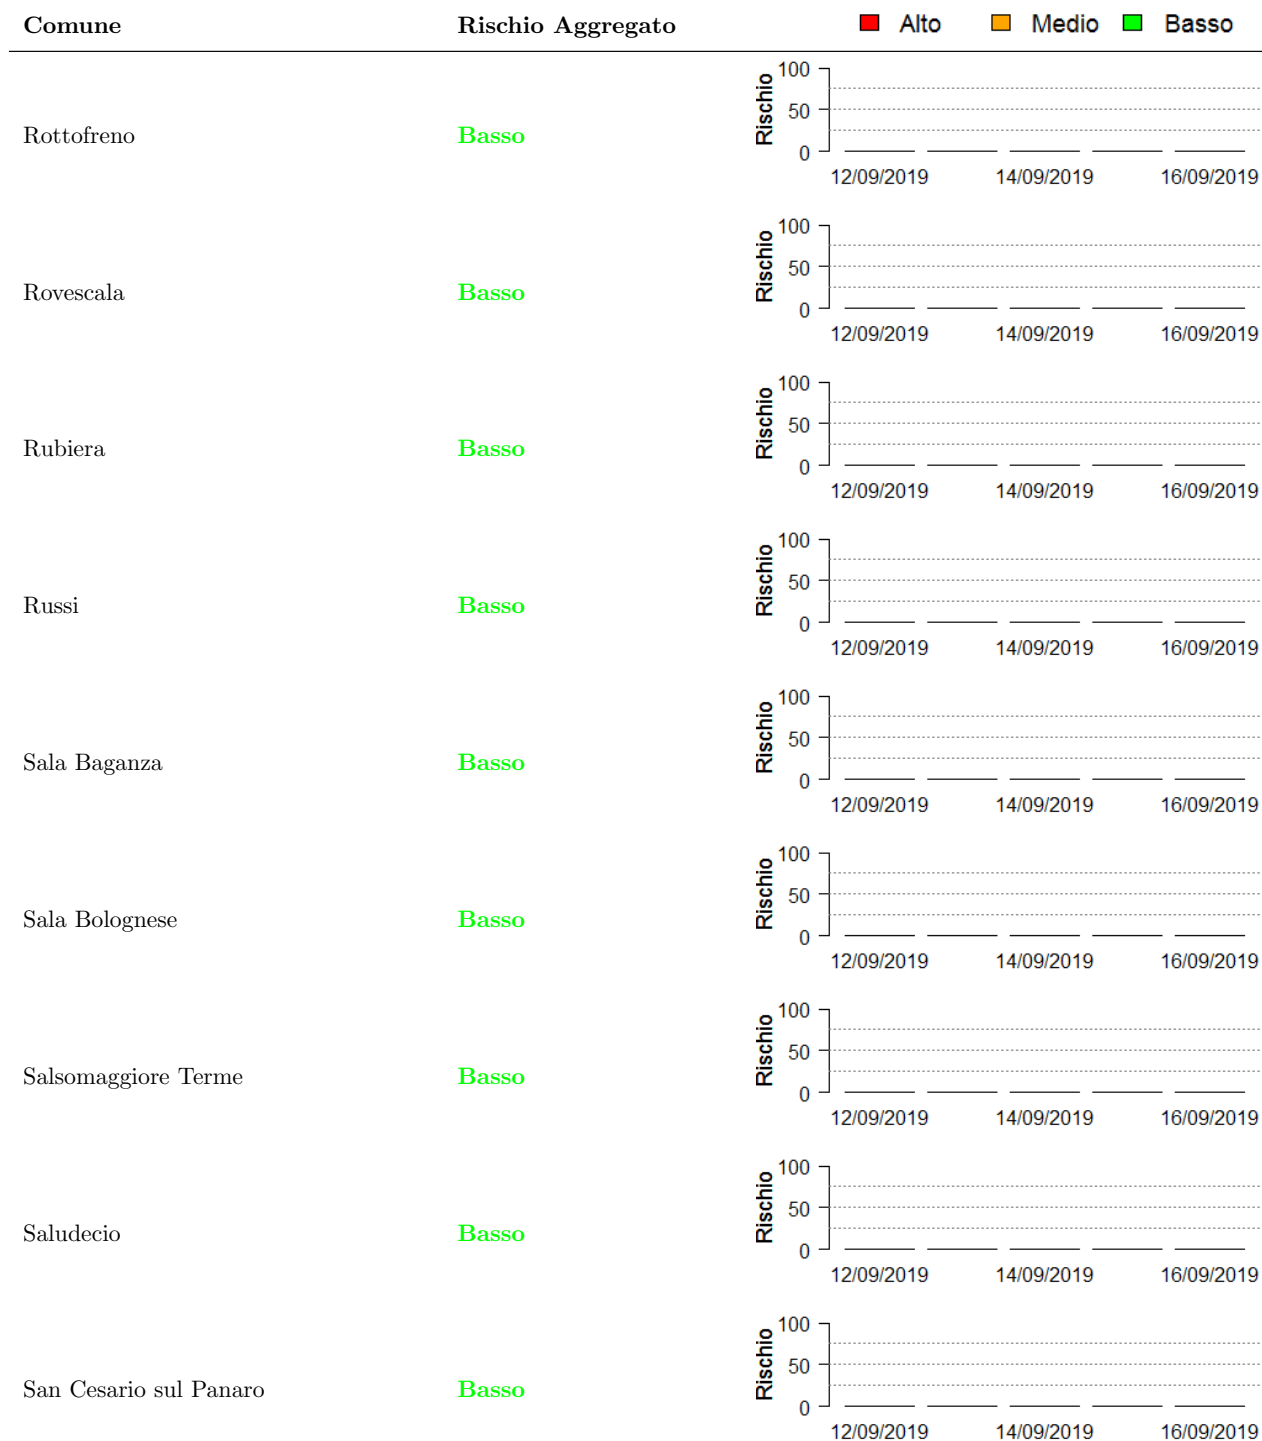 Comune Rischio Aggregato Alto Medio Basso
100
50
0
Rischio
12/09/2019 14/09/2019 16/09/2019
Rottofreno Basso
100
50
0
Rischio
12/09/2019 14/09/2019 16/09/2019
Rovescala Basso
100
50
0
Rischio
12/09/2019 14/09/2019 16/09/2019
Rubiera Basso
100
50
0
Rischio
12/09/2019 14/09/2019 16/09/2019
Russi Basso
100
50
0
Rischio
12/09/2019 14/09/2019 16/09/2019
Sala Baganza Basso
100
50
0
Rischio
12/09/2019 14/09/2019 16/09/2019
Sala Bolognese Basso
100
50
0
Rischio
12/09/2019 14/09/2019 16/09/2019
Salsomaggiore Terme Basso
100
50
0
Rischio
12/09/2019 14/09/2019 16/09/2019
Saludecio Basso
100
50
0
Rischio
12/09/2019 14/09/2019 16/09/2019
San Cesario sul Panaro Basso